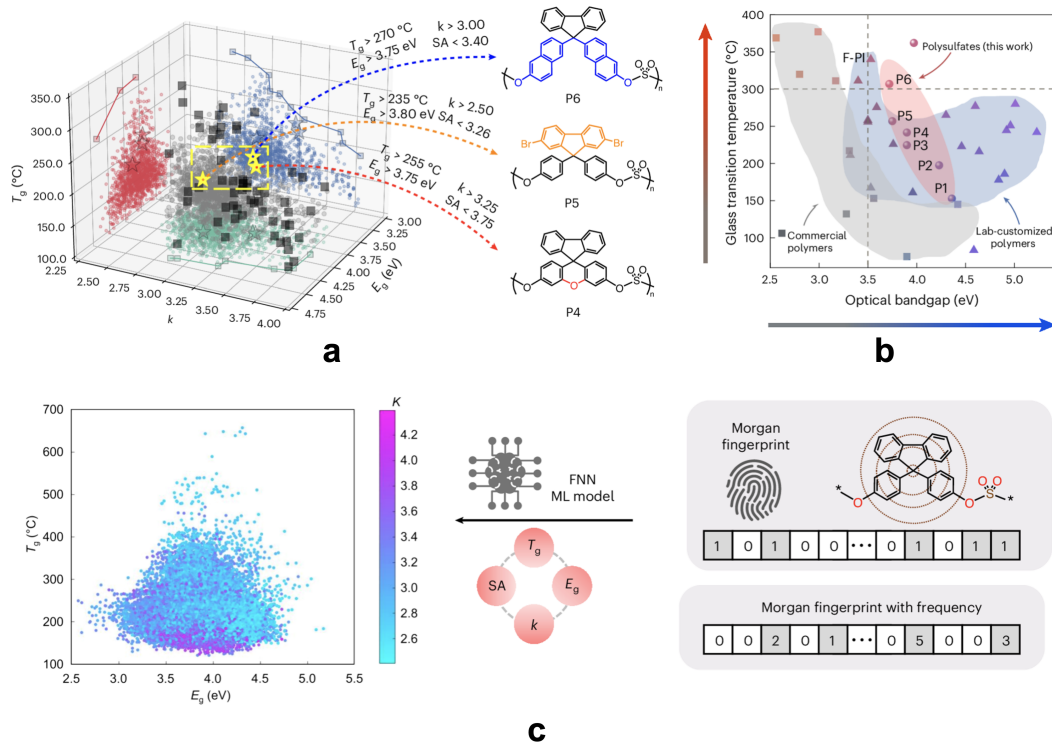 T_g > 270 °C k > 3.00
E_g > 3.75 eV SA < 3.40
T_g > 235 °C k > 2.50
E_g > 3.80 eV SA < 3.26
T_g > 255 °C k > 3.25
E_g > 3.75 eV SA < 3.75
350.0
300.0
250.0
200.0
150.0
100.0
T_g (°C)
2.25
2.50
2.75
3.00
3.25
3.50
3.75
4.00
k
3.00
3.25
3.50
3.75
4.00
4.25
4.50
4.75
E_g (eV)
O
O
O O
S
n
P6
Br
Br
O
O
O O
S
n
P5
O
O
O
O O
S
n
P4
a
Glass transition temperature (°C)
400
350
300
250
200
150
100
2.5
3.0
3.5
4.0
4.5
5.0
Optical bandgap (eV)
F-PI
Polysulfates (this work)
P6
P5
P4
P3
P2
P1
Commercial
polymers
Lab-customized
polymers
b
T_g (°C)
700
600
500
400
300
200
100
2.5
3.0
3.5
4.0
4.5
5.0
5.5
E_g (eV)
K
4.2
4.0
3.8
3.6
3.4
3.2
3.0
2.8
2.6
FNN
ML model
T_g
SA
E_g
k
Morgan
fingerprint
*
O
O
O O
S
*
1 0 1 0 0 ··· 0 1 0 1 1
Morgan fingerprint with frequency
0 0 2 0 1 ··· 0 5 0 0 3
c